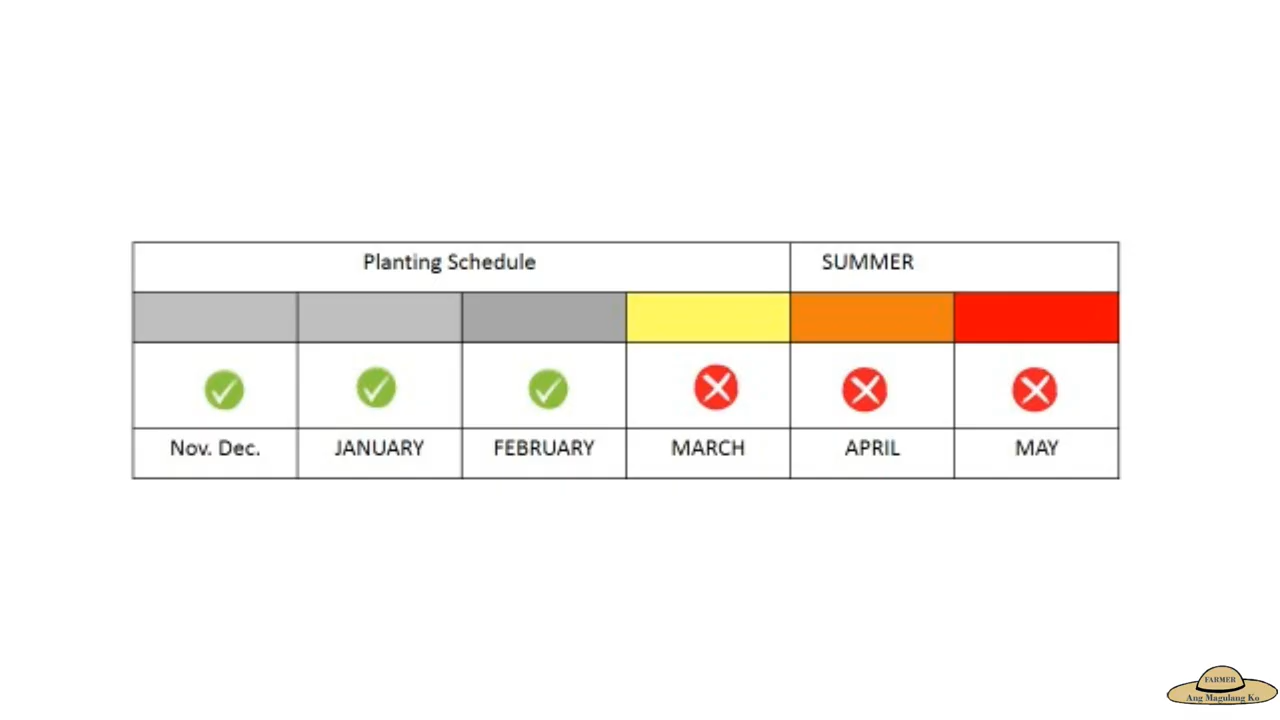 Planting Schedule
SUMMER
Nov. Dec.
JANUARY
FEBRUARY
MARCH
APRIL
MAY
FARMER
Ang Magulang Ko